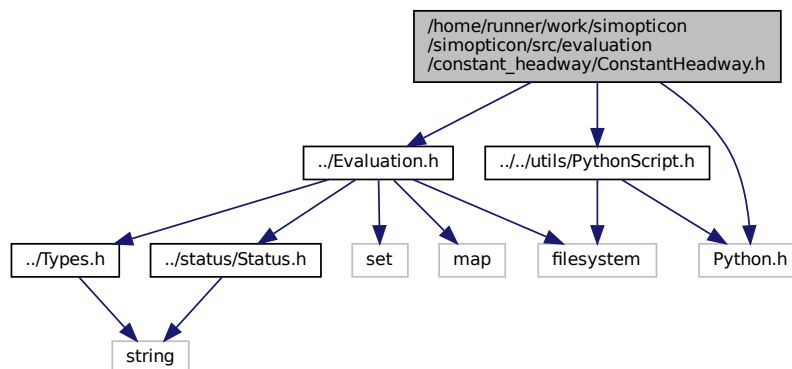 /home/runner/work/simopticon
/simopticon/src/evaluation
/constant_headway/ConstantHeadway.h
../Evaluation.h
../../utils/PythonScript.h
../Types.h
../status/Status.h
set
map
filesystem
Python.h
string